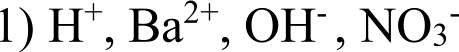 1) H⁺, Ba²⁺, OH⁻ , NO₃⁻